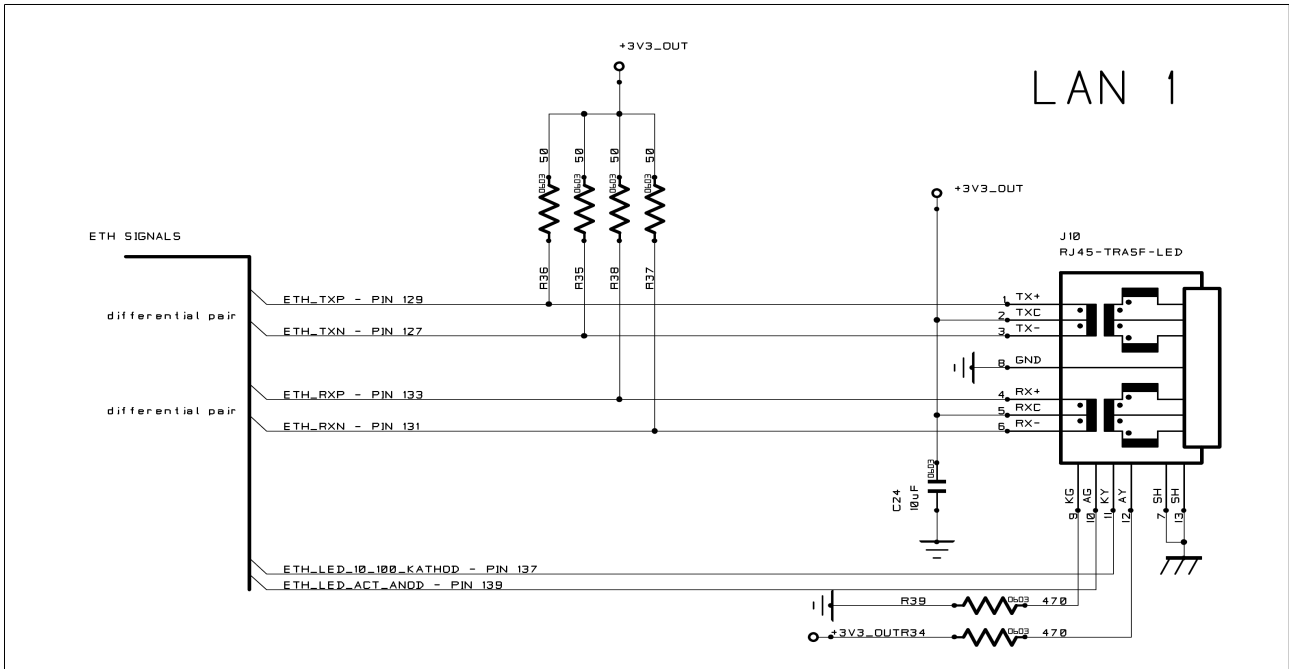 +3V3_OUT
LAN 1
50 50 50 50
0603 0603 0603 0603
+3V3_OUT
ETH SIGNALS
J10
RJ45-TRASF-LED
R36 R35 R38 R37
ETH_TXP - PIN 129
1 TX+
differential pair
2 TXC
ETH_TXN - PIN 127
3 TX-
8 GND
ETH_RXP - PIN 133
4 RX+
differential pair
5 RXC
ETH_RXN - PIN 131
6 RX-
0603
C24
10uF
KG AG KY AY SH SH
9 10 11 12 7 13
ETH_LED_10_100_KATHOD - PIN 137
ETH_LED_ACT_ANOD - PIN 139
R39 0603 470
+3V3_OUTR34 0603 470